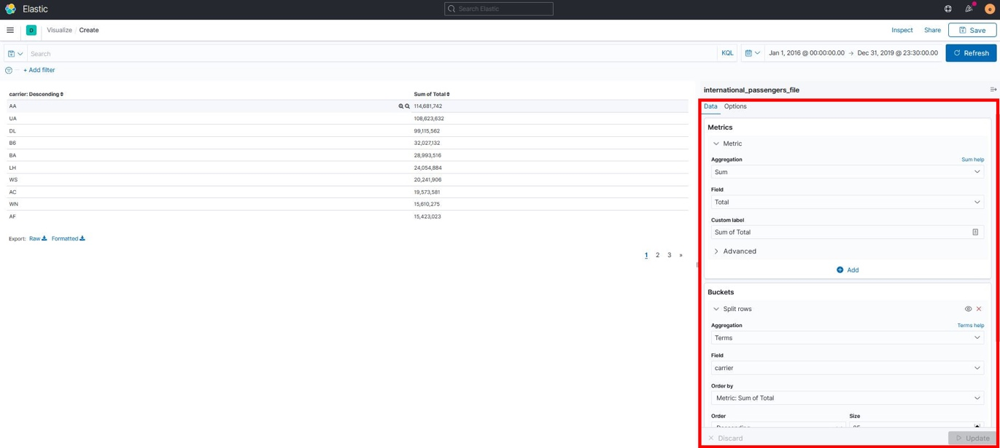 Elastic
Search Elastic
e
D
Visualize
Create
Inspect
Share
Save
Search
KQL
Jan 1, 2016 @ 00:00:00.00 → Dec 31, 2019 @ 23:30:00.00
Refresh
+ Add filter
carrier: Descending
Sum of Total
AA 114,681,742
UA 108,623,632
DL 99,115,562
B6 32,027,132
BA 28,993,516
LH 24,054,884
WS 20,241,906
AC 19,573,581
WN 15,610,275
AF 15,423,023
Export: Raw Formatted
1 2 3 »
international_passengers_file
Data Options
Metrics
Metric
Aggregation Sum help
Sum
Field
Total
Custom label
Sum of Total
Advanced
Add
Buckets
Split rows
Aggregation Terms help
Terms
Field
carrier
Order by
Metric: Sum of Total
Order Size
Descending
Discard Update